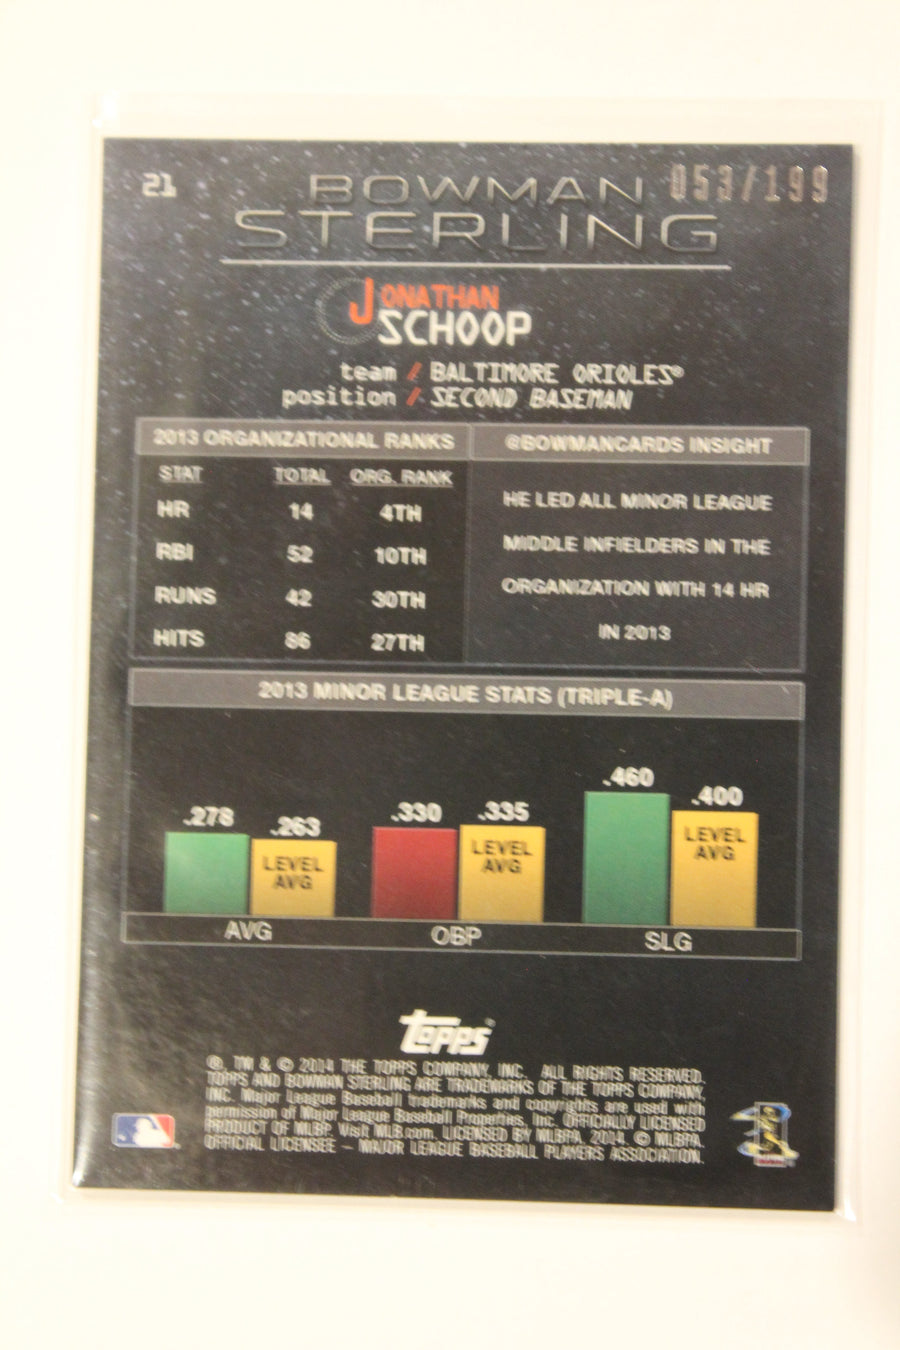 21
BOWMAN
053/199
STERLING
JONATHAN
SCHOOP
team // BALTIMORE ORIOLES®
position // SECOND BASEMAN
2013 ORGANIZATIONAL RANKS
STAT TOTAL ORG. RANK
HR 14 4TH
RBI 52 10TH
RUNS 42 30TH
HITS 86 27TH
@BOWMANCARDS INSIGHT
HE LED ALL MINOR LEAGUE
MIDDLE INFIELDERS IN THE
ORGANIZATION WITH 14 HR
IN 2013
2013 MINOR LEAGUE STATS (TRIPLE-A)
.278 .263 .330 .335 .460 .400
LEVEL AVG
LEVEL AVG
LEVEL AVG
AVG OBP SLG
topps
®, TM & © 2014 THE TOPPS COMPANY, INC. ALL RIGHTS RESERVED.
TOPPS AND BOWMAN STERLING ARE TRADEMARKS OF THE TOPPS COMPANY,
INC. Major League Baseball trademarks and copyrights are used with
permission of Major League Baseball Properties, Inc. OFFICIALLY LICENSED
PRODUCT OF MLBP. Visit MLB.com. LICENSED BY MLBPA, 2014. © MLBPA.
OFFICIAL LICENSEE – MAJOR LEAGUE BASEBALL PLAYERS ASSOCIATION.